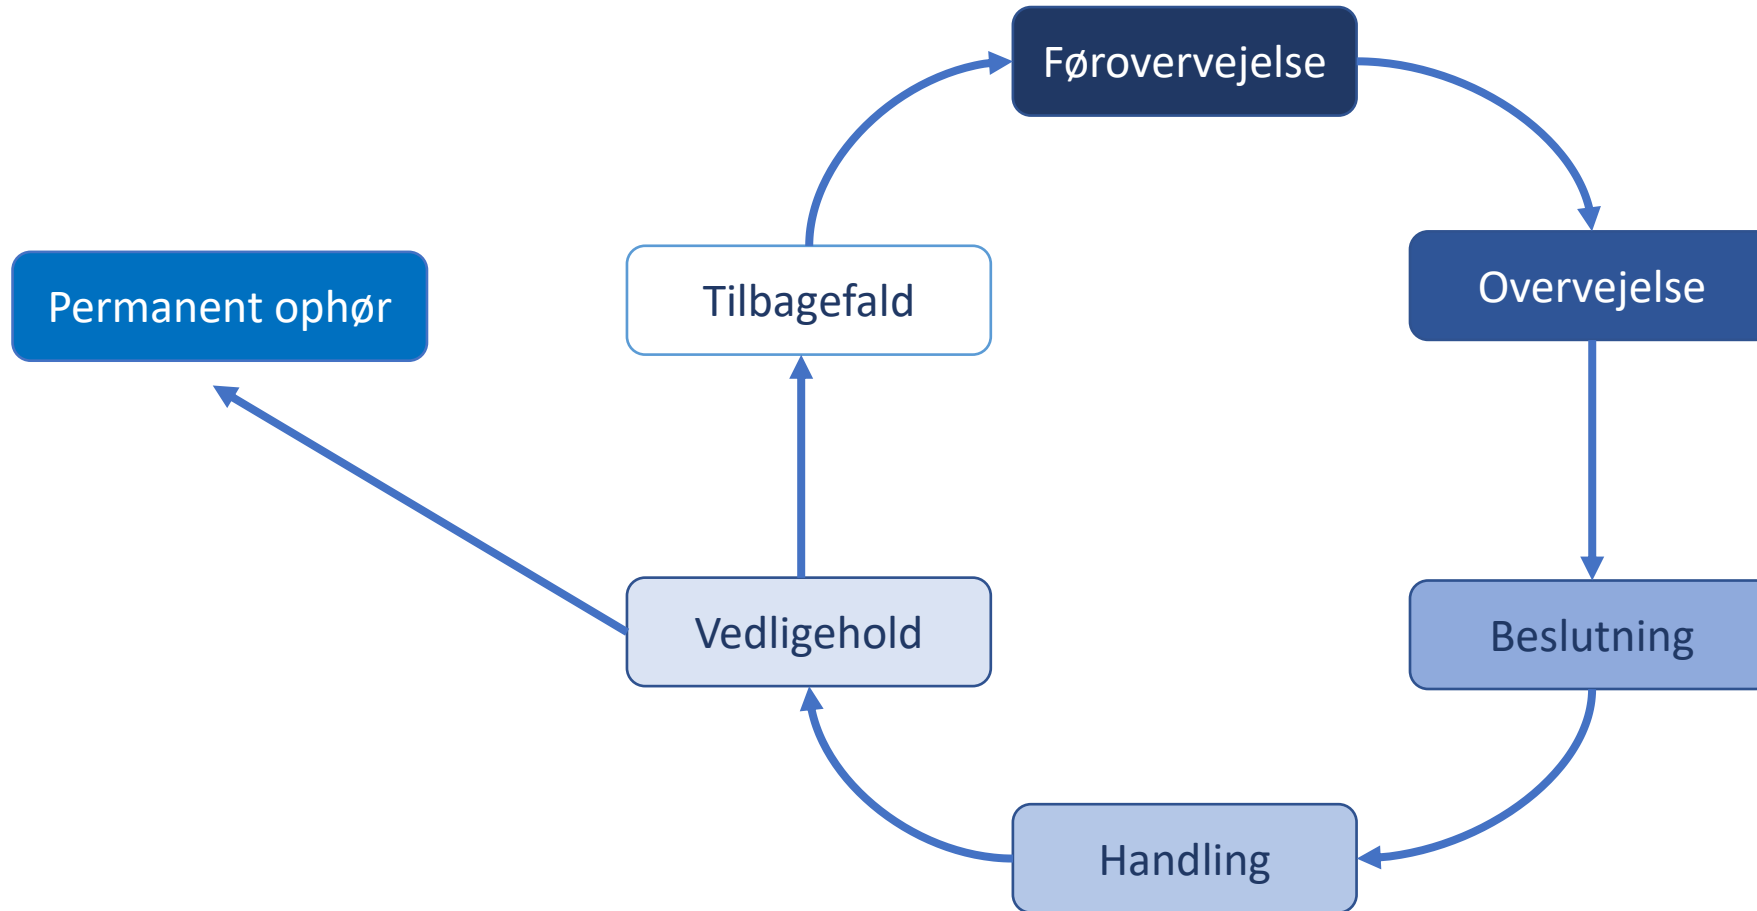 Førovervejelse
Overvejelse
Beslutning
Handling
Vedligehold
Tilbagefald
Permanent ophør